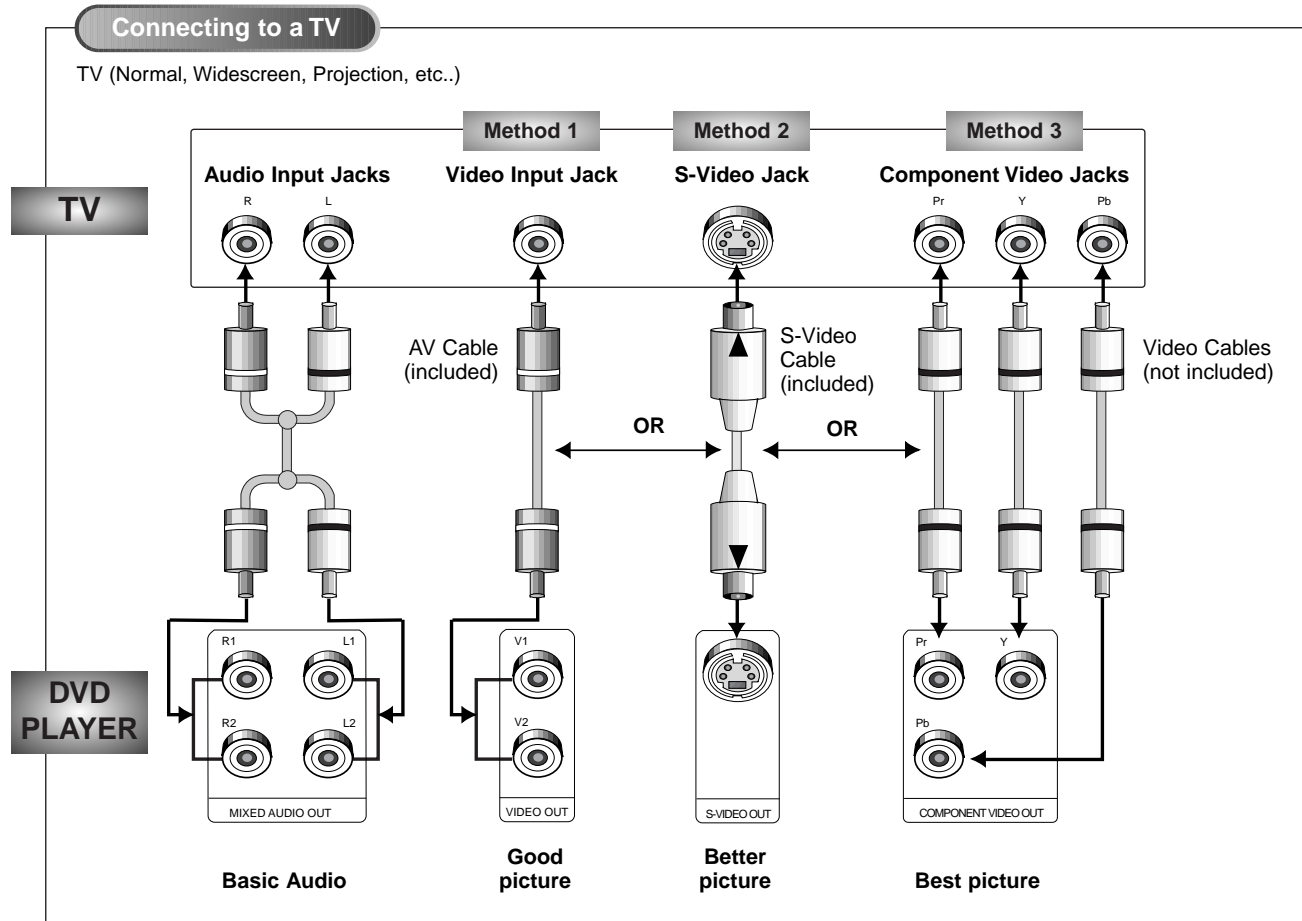 Connecting to a TV
TV (Normal, Widescreen, Projection, etc..)
Method 1
Method 2
Method 3
Audio Input Jacks
Video Input Jack
S-Video Jack
Component Video Jacks
R
L
Pr
Y
Pb
TV
AV Cable
(included)
S-Video
Cable
(included)
Video Cables
(not included)
OR
OR
R1
L1
V1
Pr
Y
DVD
PLAYER
R2
L2
V2
Pb
MIXED AUDIO OUT
VIDEO OUT
S-VIDEO OUT
COMPONENT VIDEO OUT
Basic Audio
Good
picture
Better
picture
Best picture